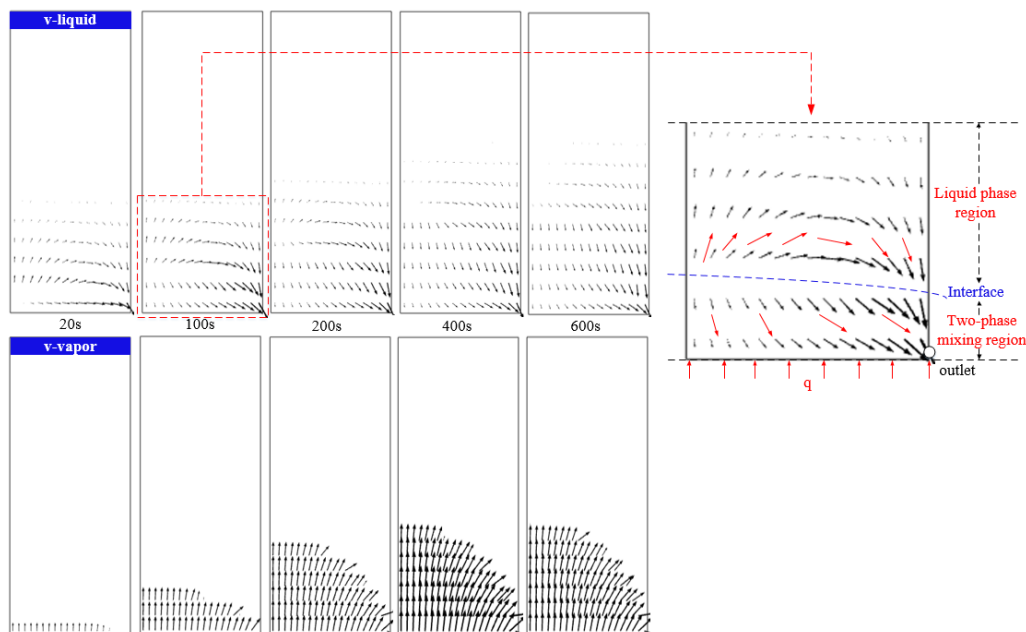 v-liquid
20s
100s
200s
400s
600s
v-vapor
Liquid phase
region
Interface
Two-phase
mixing region
outlet
q